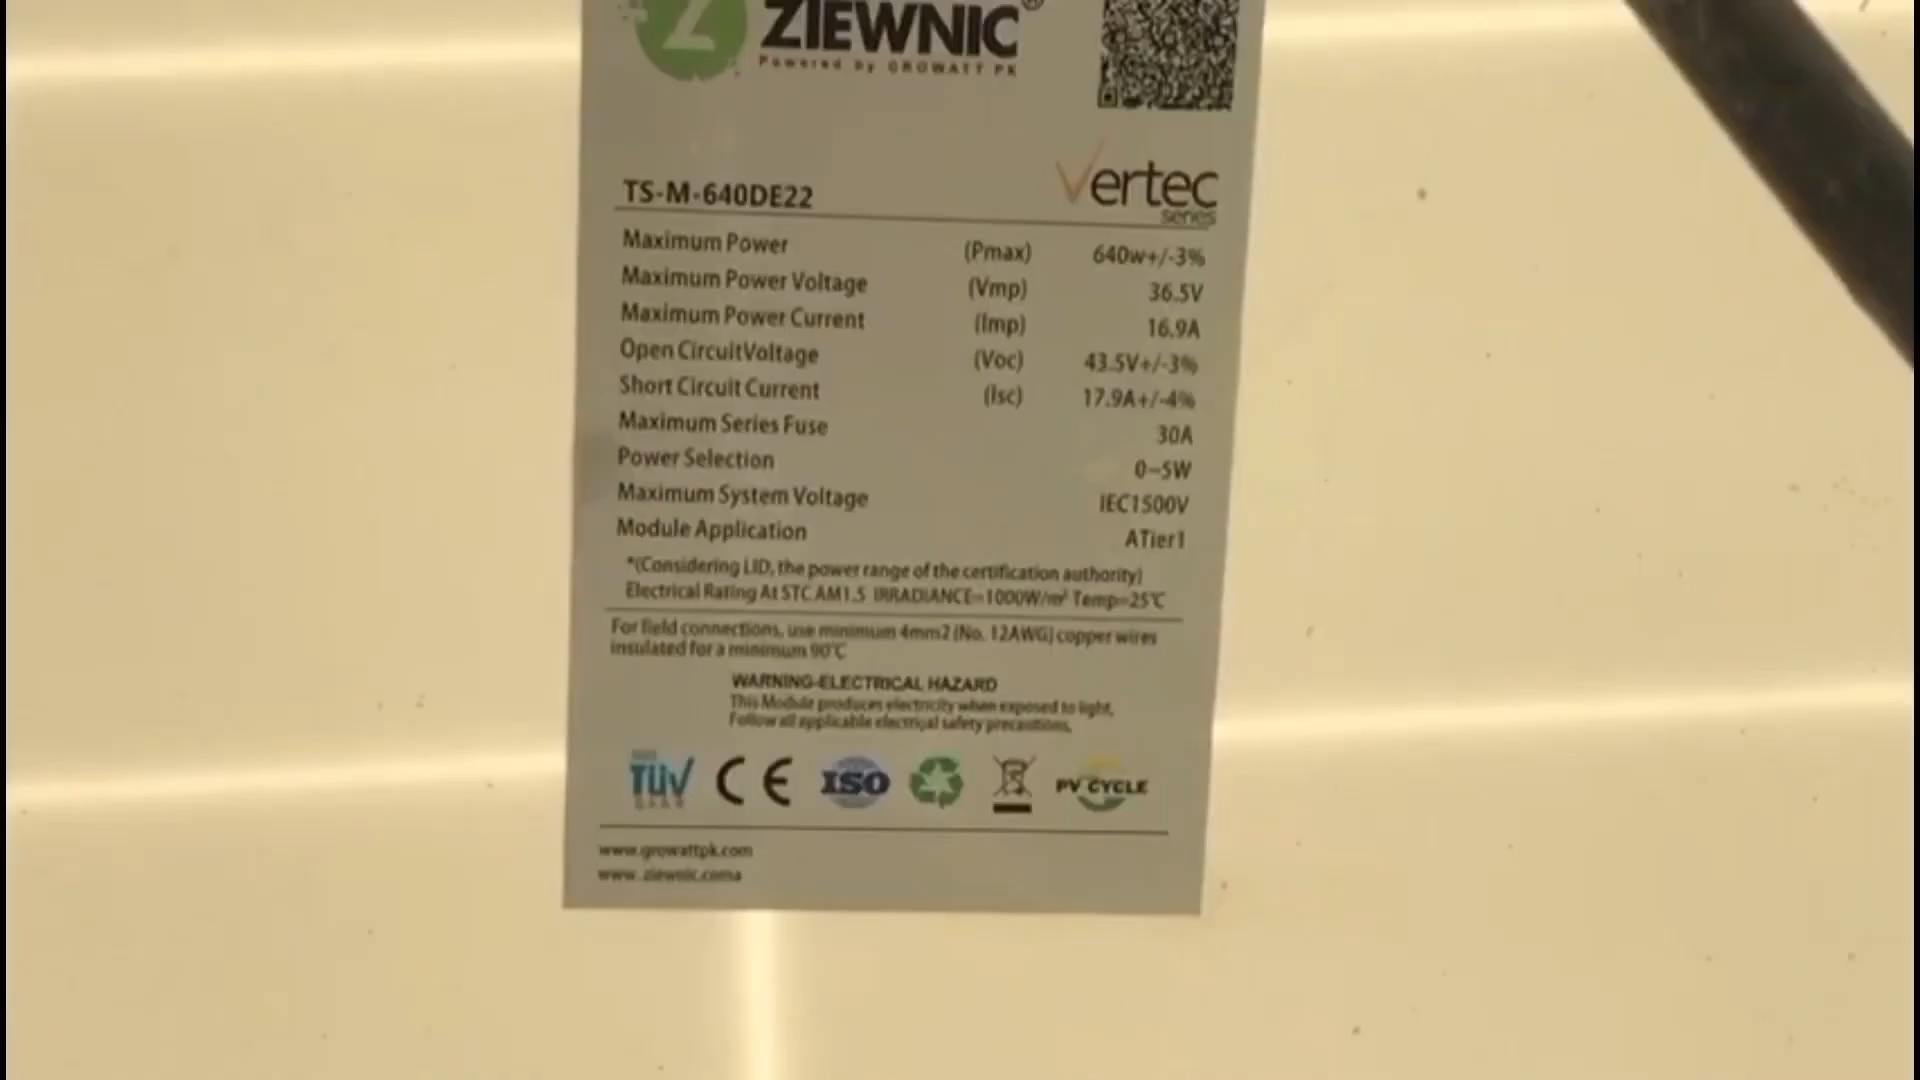 Z ZIEWNIC®
Powered by GROWATT PK
Vertec
series
TS-M-640DE22
Maximum Power (Pmax) 640w+/-3%
Maximum Power Voltage (Vmp) 36.5V
Maximum Power Current (Imp) 16.9A
Open CircuitVoltage (Voc) 43.5V+/-3%
Short Circuit Current (Isc) 17.9A+/-4%
Maximum Series Fuse 30A
Power Selection 0~5W
Maximum System Voltage IEC1500V
Module Application ATier1
*(Considering LID, the power range of the certification authority)
Electrical Rating At STC AM1.5 IRRADIANCE=1000W/m² Temp=25℃
For field connections, use minimum 4mm2 (No. 12AWG) copper wires
insulated for a minimum 90℃
WARNING-ELECTRICAL HAZARD
This Module produces electricity when exposed to light,
Follow all applicable electrical safety precautions,
TÜV CE ISO PV CYCLE
www.growattpk.com
www.ziewnic.coma